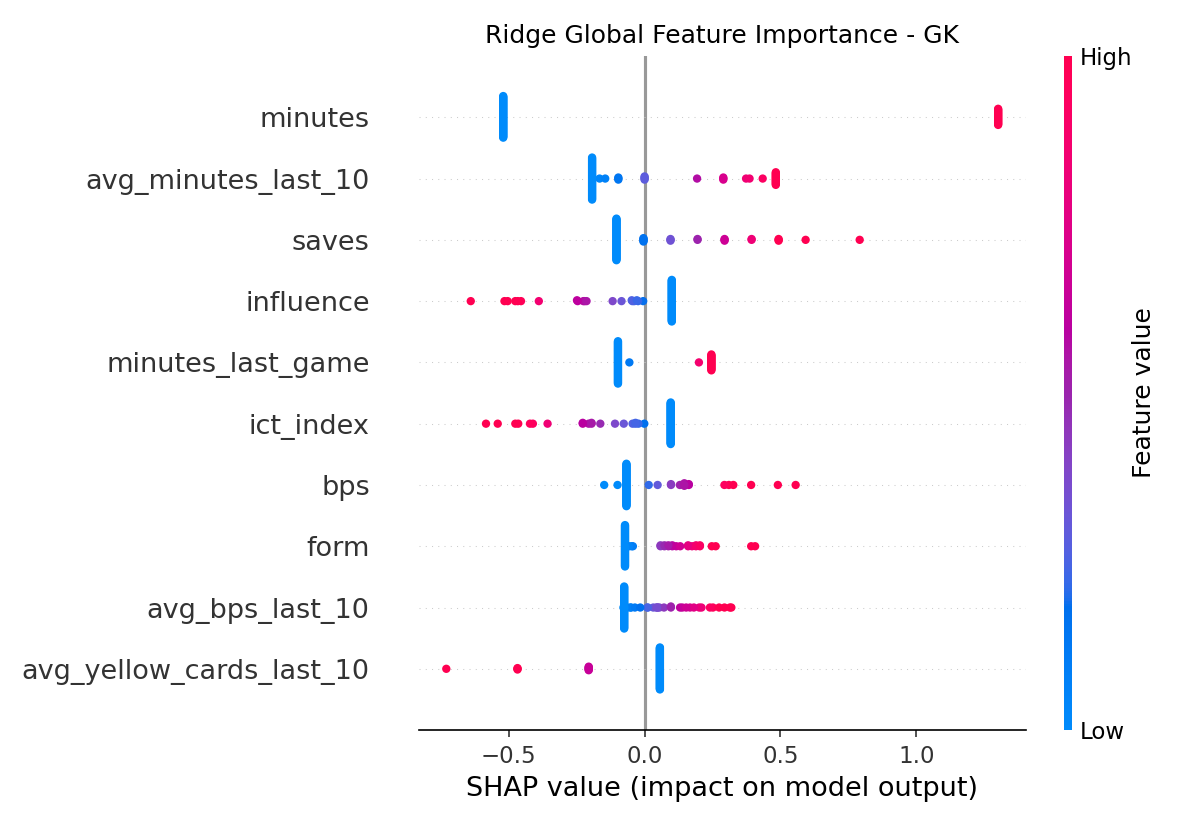 Ridge Global Feature Importance - GK
High
minutes
avg_minutes_last_10
saves
influence
minutes_last_game
ict_index
bps
form
avg_bps_last_10
avg_yellow_cards_last_10
Feature value
Low
−0.5 0.0 0.5 1.0
SHAP value (impact on model output)